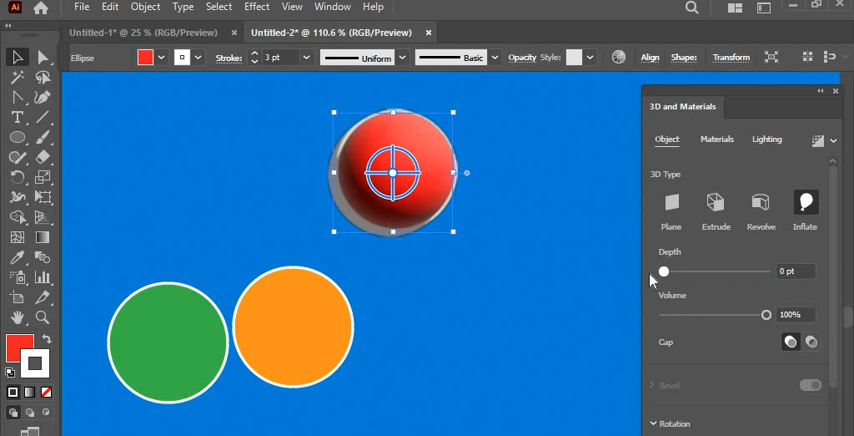 Ai File Edit Object Type Select Effect View Window Help
Untitled-1* @ 25 % (RGB/Preview) × Untitled-2* @ 110.6 % (RGB/Preview) ×
Ellipse Stroke: 3 pt Uniform Basic Opacity Style: Align Shape: Transform
3D and Materials
Object Materials Lighting
3D Type
Plane Extrude Revolve Inflate
Depth
0 pt
Volume
100%
Cap
Bevel
Rotation